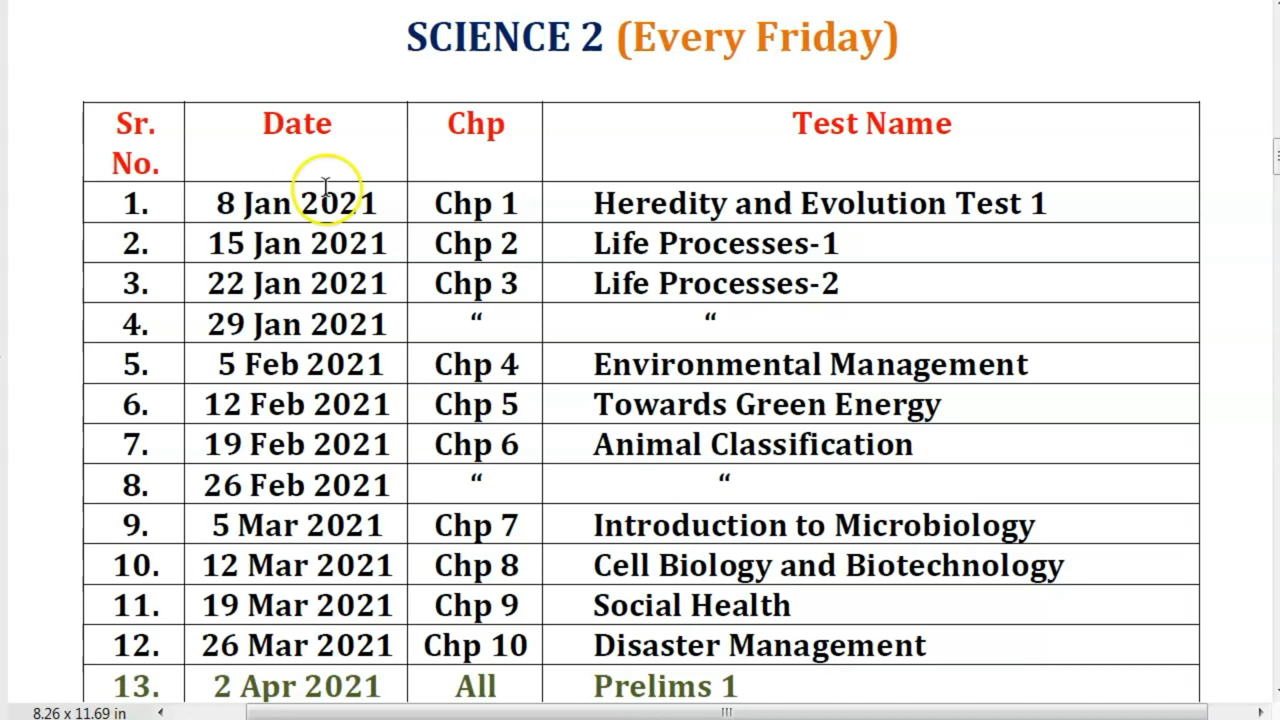 SCIENCE 2 (Every Friday)
Sr. No. Date Chp Test Name
1. 8 Jan 2021 Chp 1 Heredity and Evolution Test 1
2. 15 Jan 2021 Chp 2 Life Processes-1
3. 22 Jan 2021 Chp 3 Life Processes-2
4. 29 Jan 2021 “ “
5. 5 Feb 2021 Chp 4 Environmental Management
6. 12 Feb 2021 Chp 5 Towards Green Energy
7. 19 Feb 2021 Chp 6 Animal Classification
8. 26 Feb 2021 “ “
9. 5 Mar 2021 Chp 7 Introduction to Microbiology
10. 12 Mar 2021 Chp 8 Cell Biology and Biotechnology
11. 19 Mar 2021 Chp 9 Social Health
12. 26 Mar 2021 Chp 10 Disaster Management
13. 2 Apr 2021 All Prelims 1
8.26 x 11.69 in